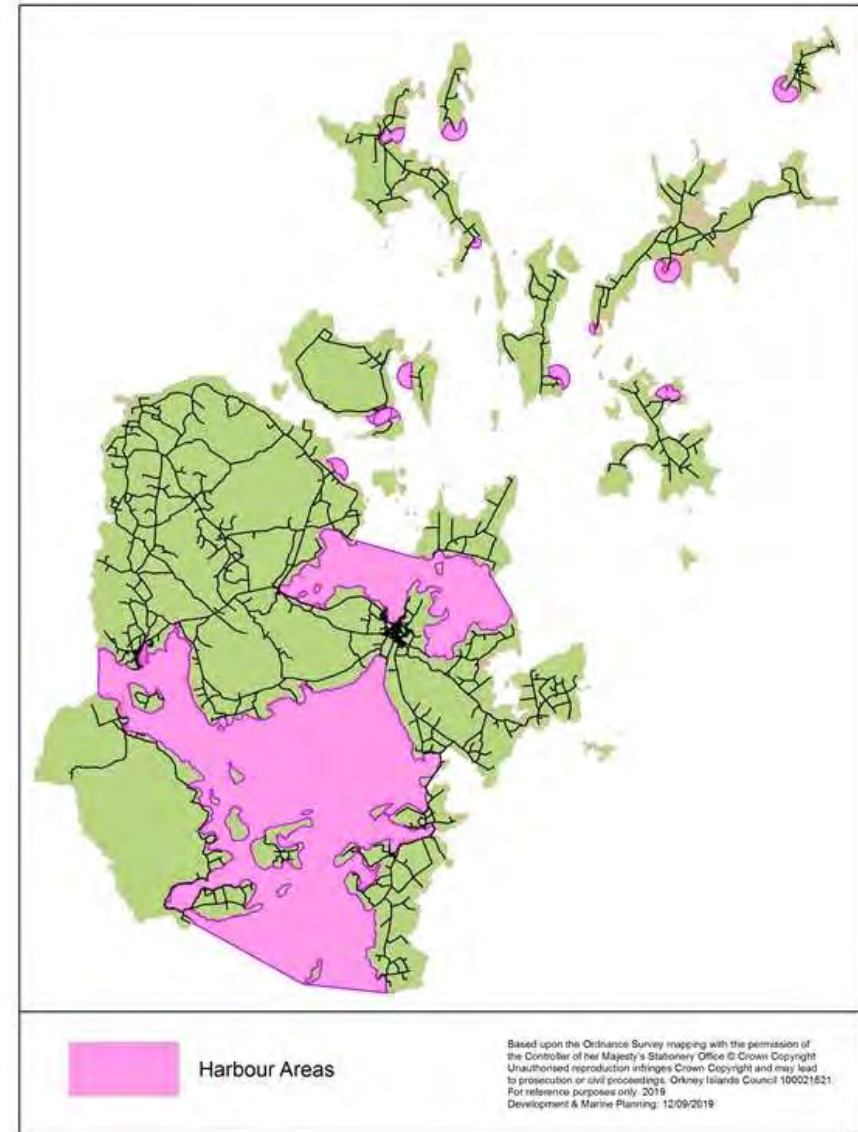 Harbour Areas
Based upon the Ordnance Survey mapping with the permission of
the Controller of her Majesty's Stationery Office © Crown Copyright
Unauthorised reproduction infringes Crown Copyright and may lead
to prosecution or civil proceedings. Orkney Islands Council 100021621.
For reference purposes only. 2019
Development & Marine Planning: 12/09/2019